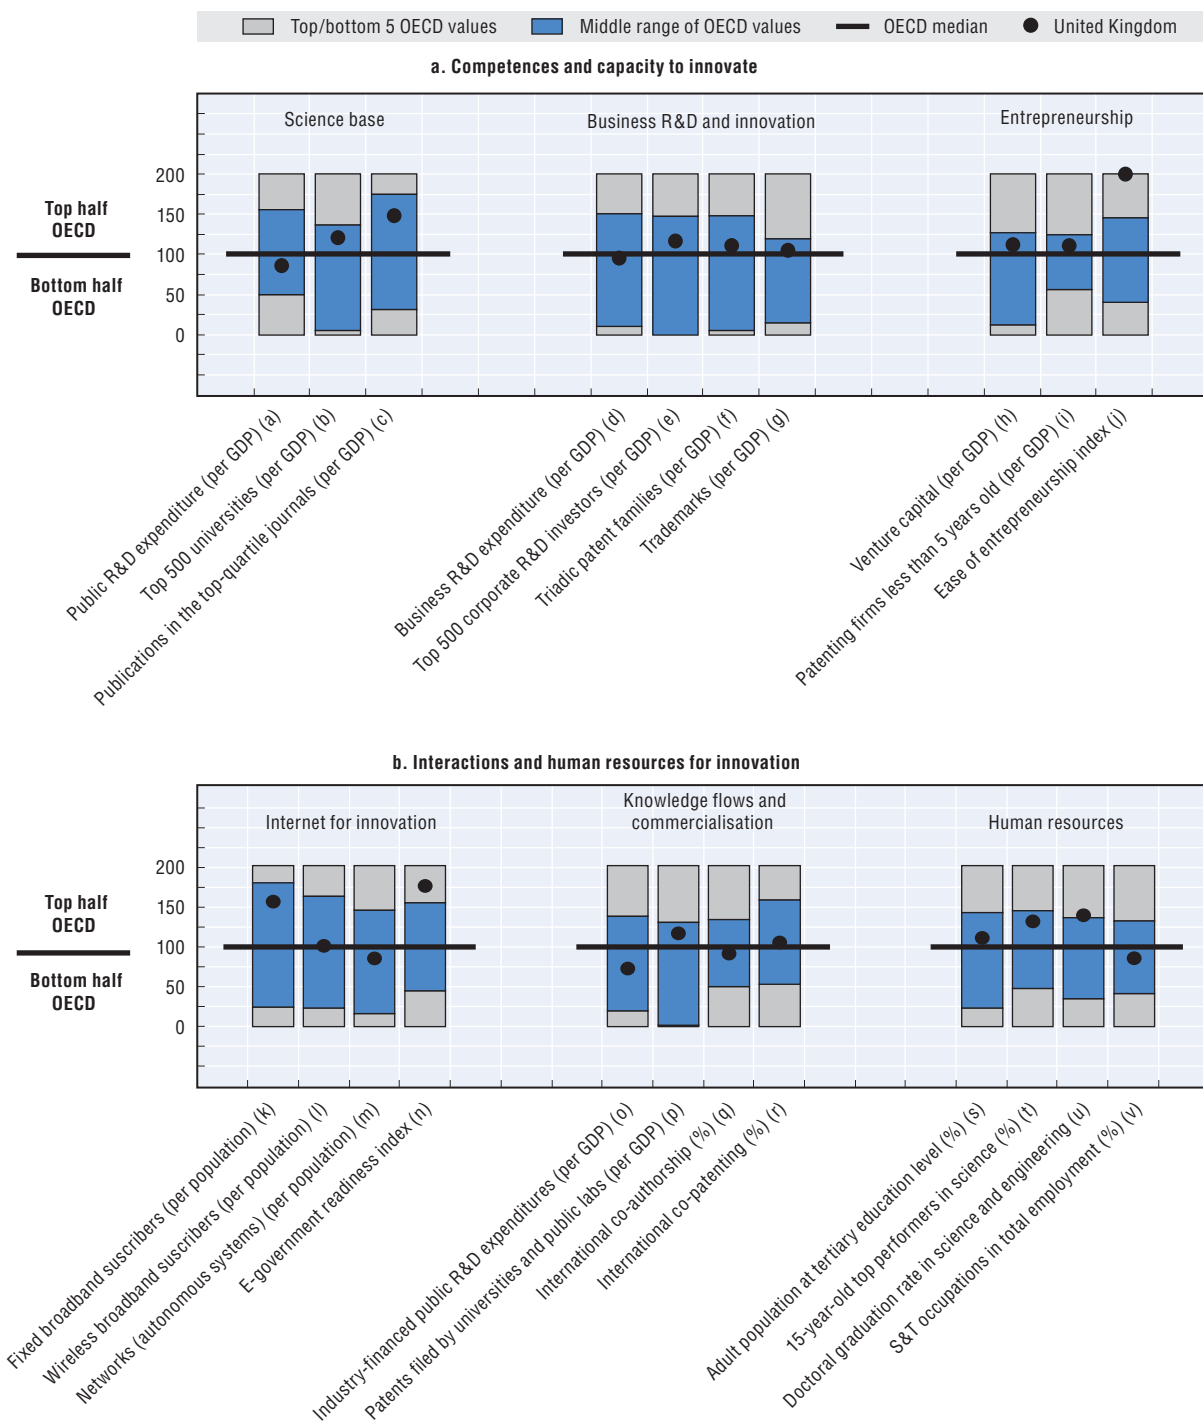 Top/bottom 5 OECD values Middle range of OECD values OECD median United Kingdom
a. Competences and capacity to innovate
Science base
Business R&D and innovation
Entrepreneurship
200
150
100
50
0
Top half
OECD
Bottom half
OECD
Public R&D expenditure (per GDP) (a)
Top 500 universities (per GDP) (b)
Publications in the top-quartile journals (per GDP) (c)
Business R&D expenditure (per GDP) (d)
Top 500 corporate R&D investors (per GDP) (e)
Triadic patent families (per GDP) (f)
Trademarks (per GDP) (g)
Venture capital (per GDP) (h)
Patenting firms less than 5 years old (per GDP) (i)
Ease of entrepreneurship index (j)
b. Interactions and human resources for innovation
Internet for innovation
Knowledge flows and
commercialisation
Human resources
200
150
100
50
0
Top half
OECD
Bottom half
OECD
Fixed broadband suscribers (per population) (k)
Wireless broadband suscribers (per population) (l)
Networks (autonomous systems) (per population) (m)
E-government readiness index (n)
Industry-financed public R&D expenditures (per GDP) (o)
Patents filed by universities and public labs (per GDP) (p)
International co-authorship (%) (q)
International co-patenting (%) (r)
Adult population at tertiary education level (%) (s)
15-year-old top performers in science (%) (t)
Doctoral graduation rate in science and engineering (u)
S&T occupations in total employment (%) (v)